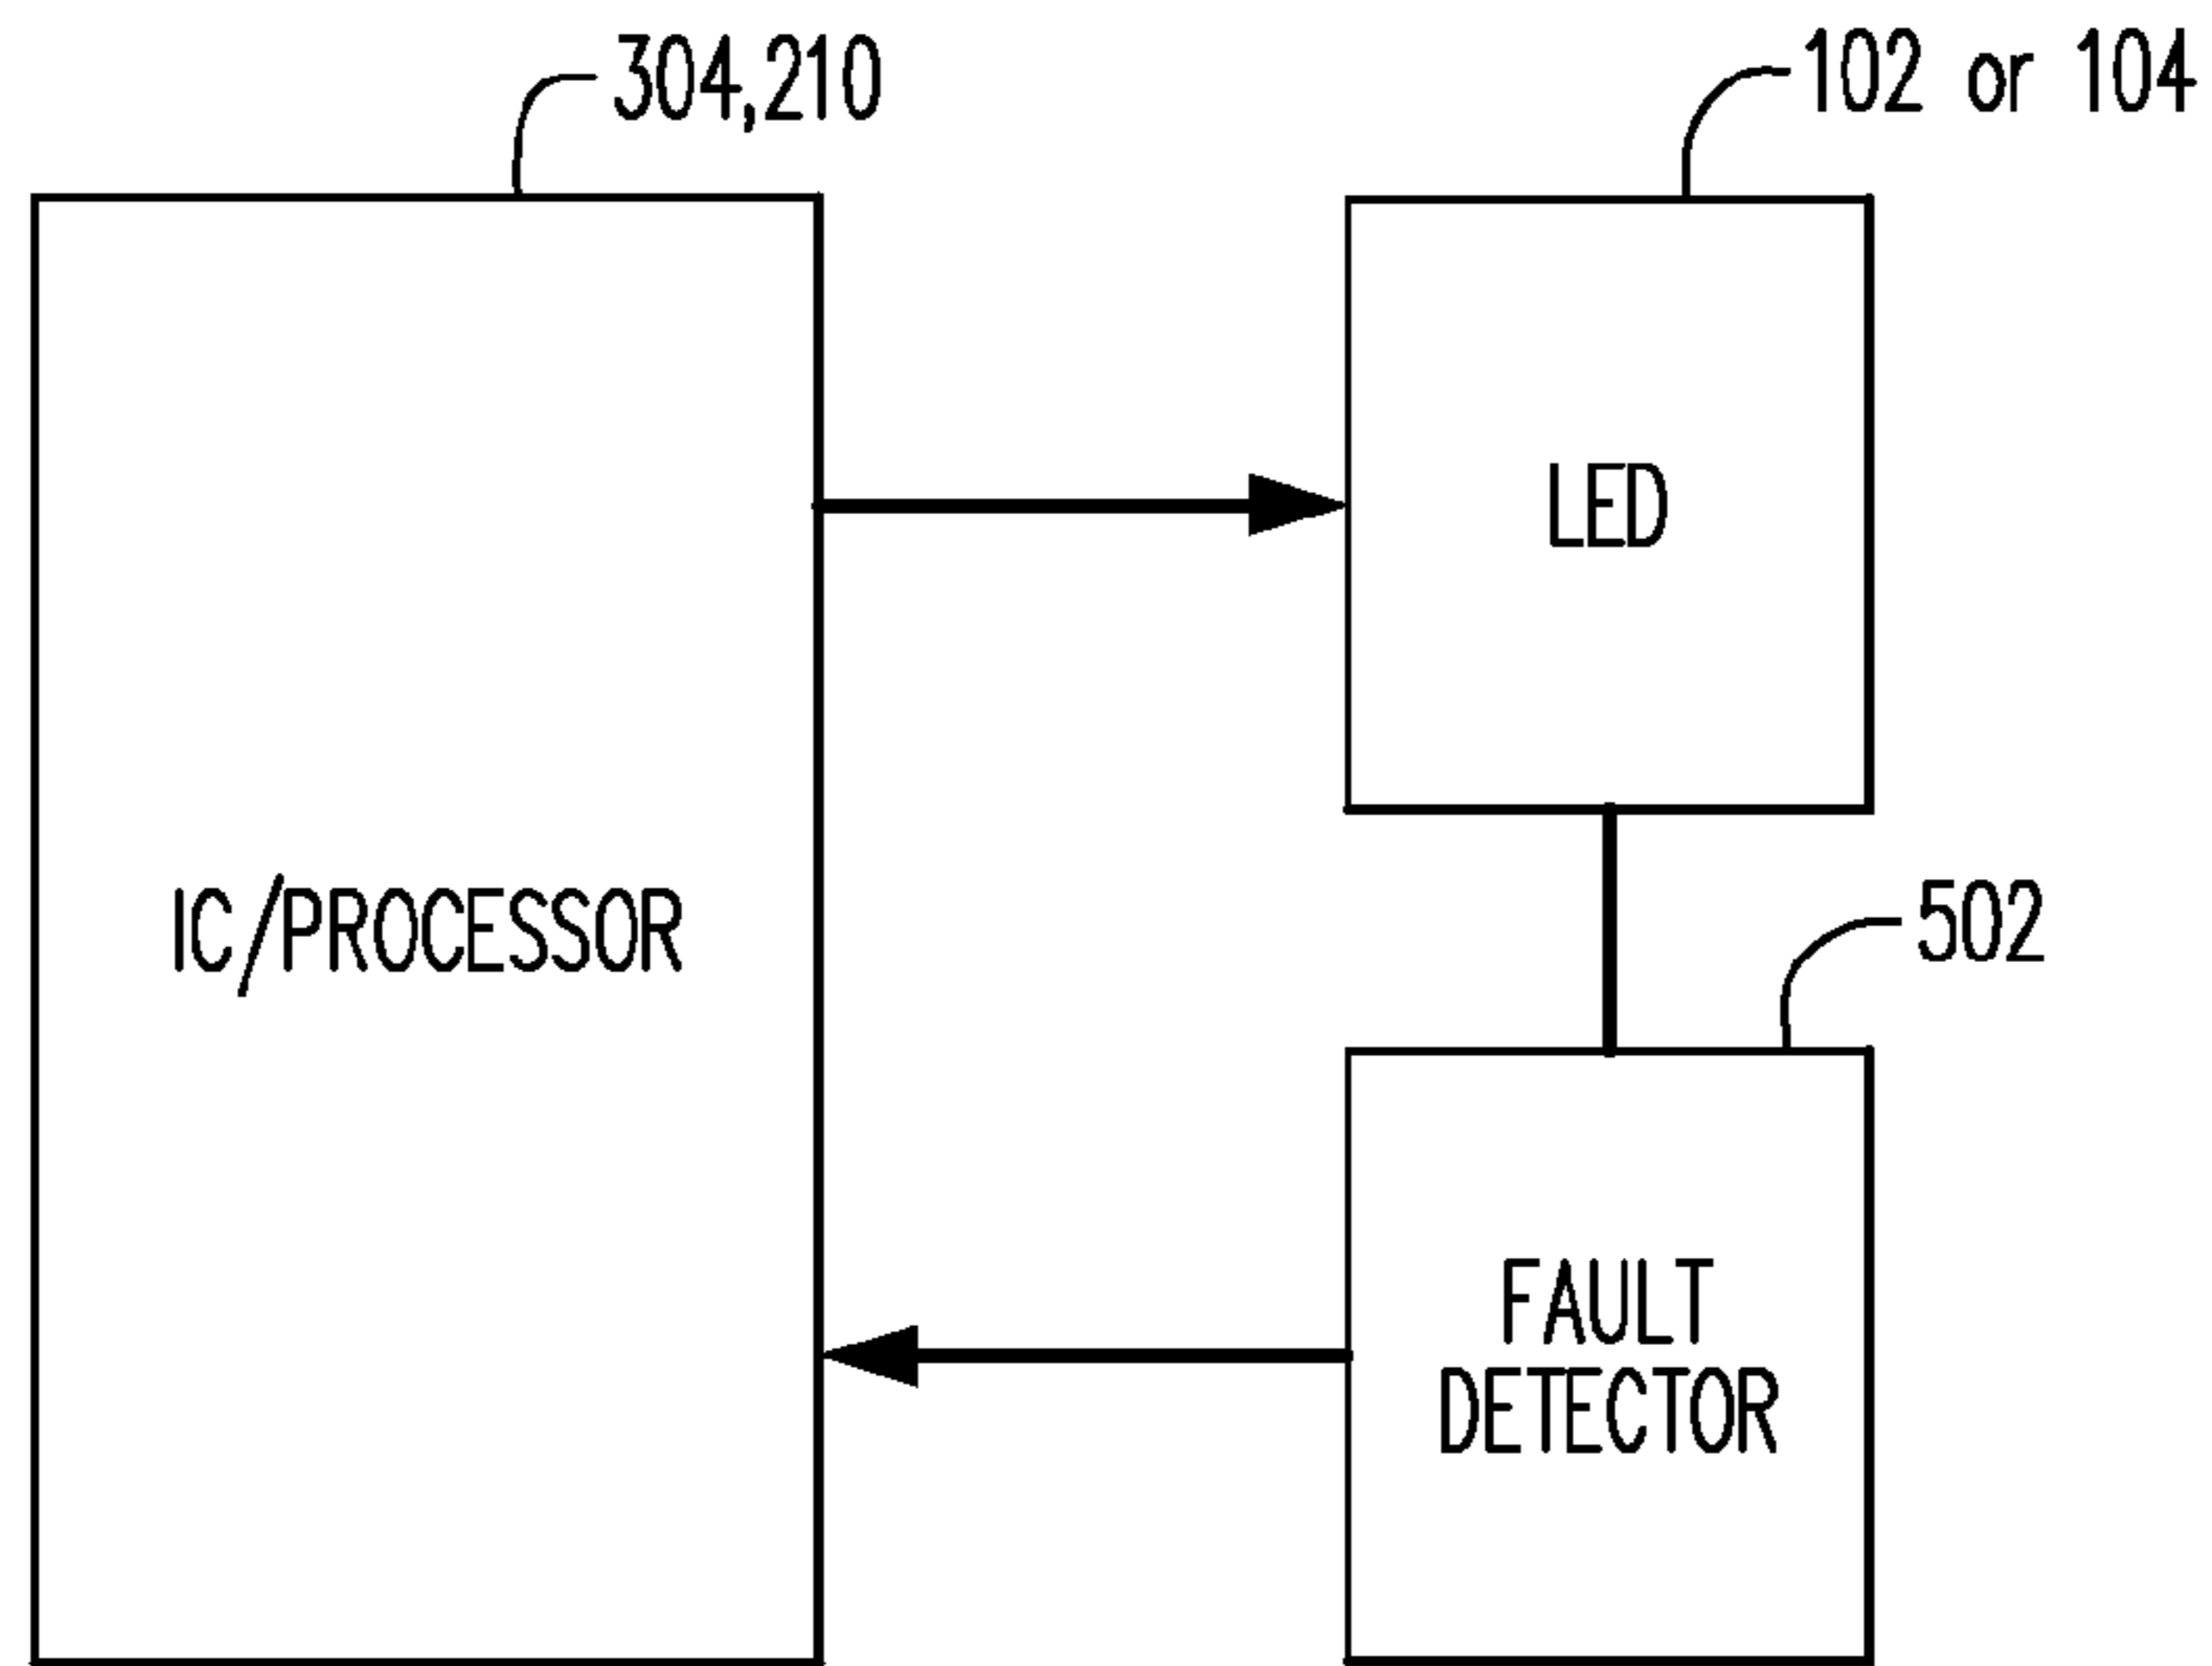 304,210
102 or 104
LED
IC/PROCESSOR
502
FAULT
DETECTOR